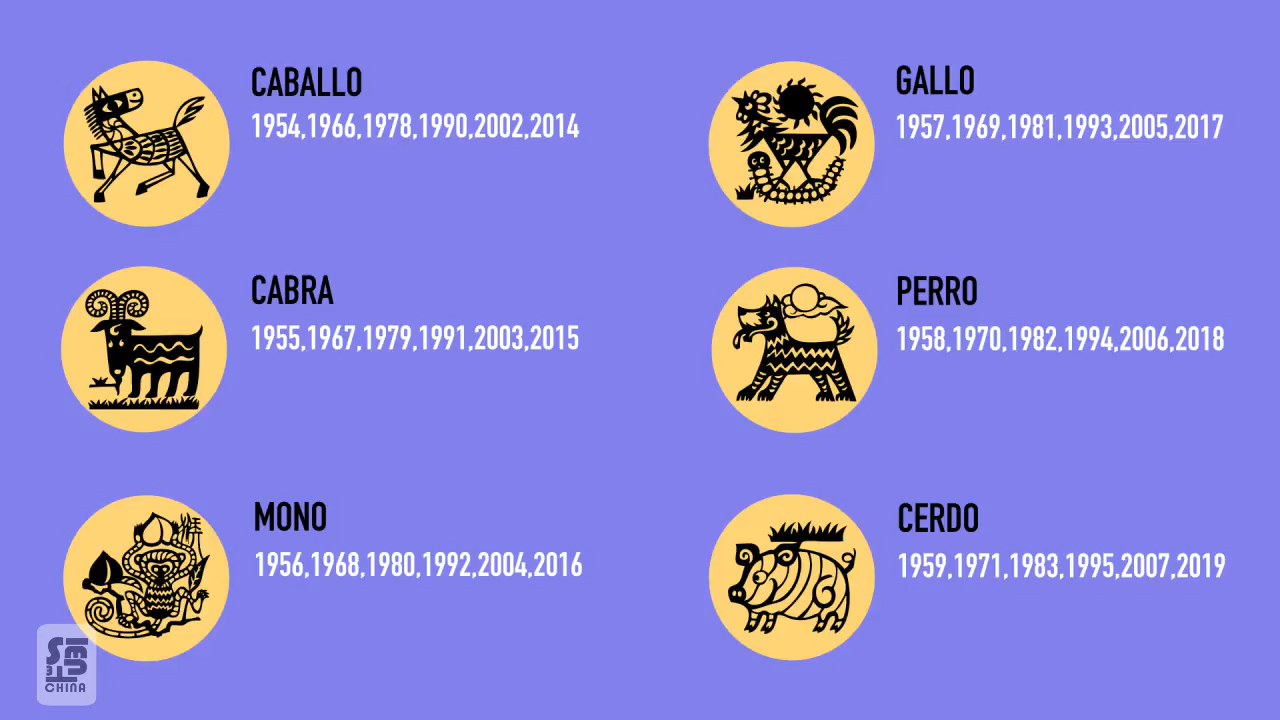 CABALLO
1954,1966,1978,1990,2002,2014
CABRA
1955,1967,1979,1991,2003,2015
MONO
猴
1956,1968,1980,1992,2004,2016
GALLO
1957,1969,1981,1993,2005,2017
PERRO
1958,1970,1982,1994,2006,2018
CERDO
1959,1971,1983,1995,2007,2019
CHINA